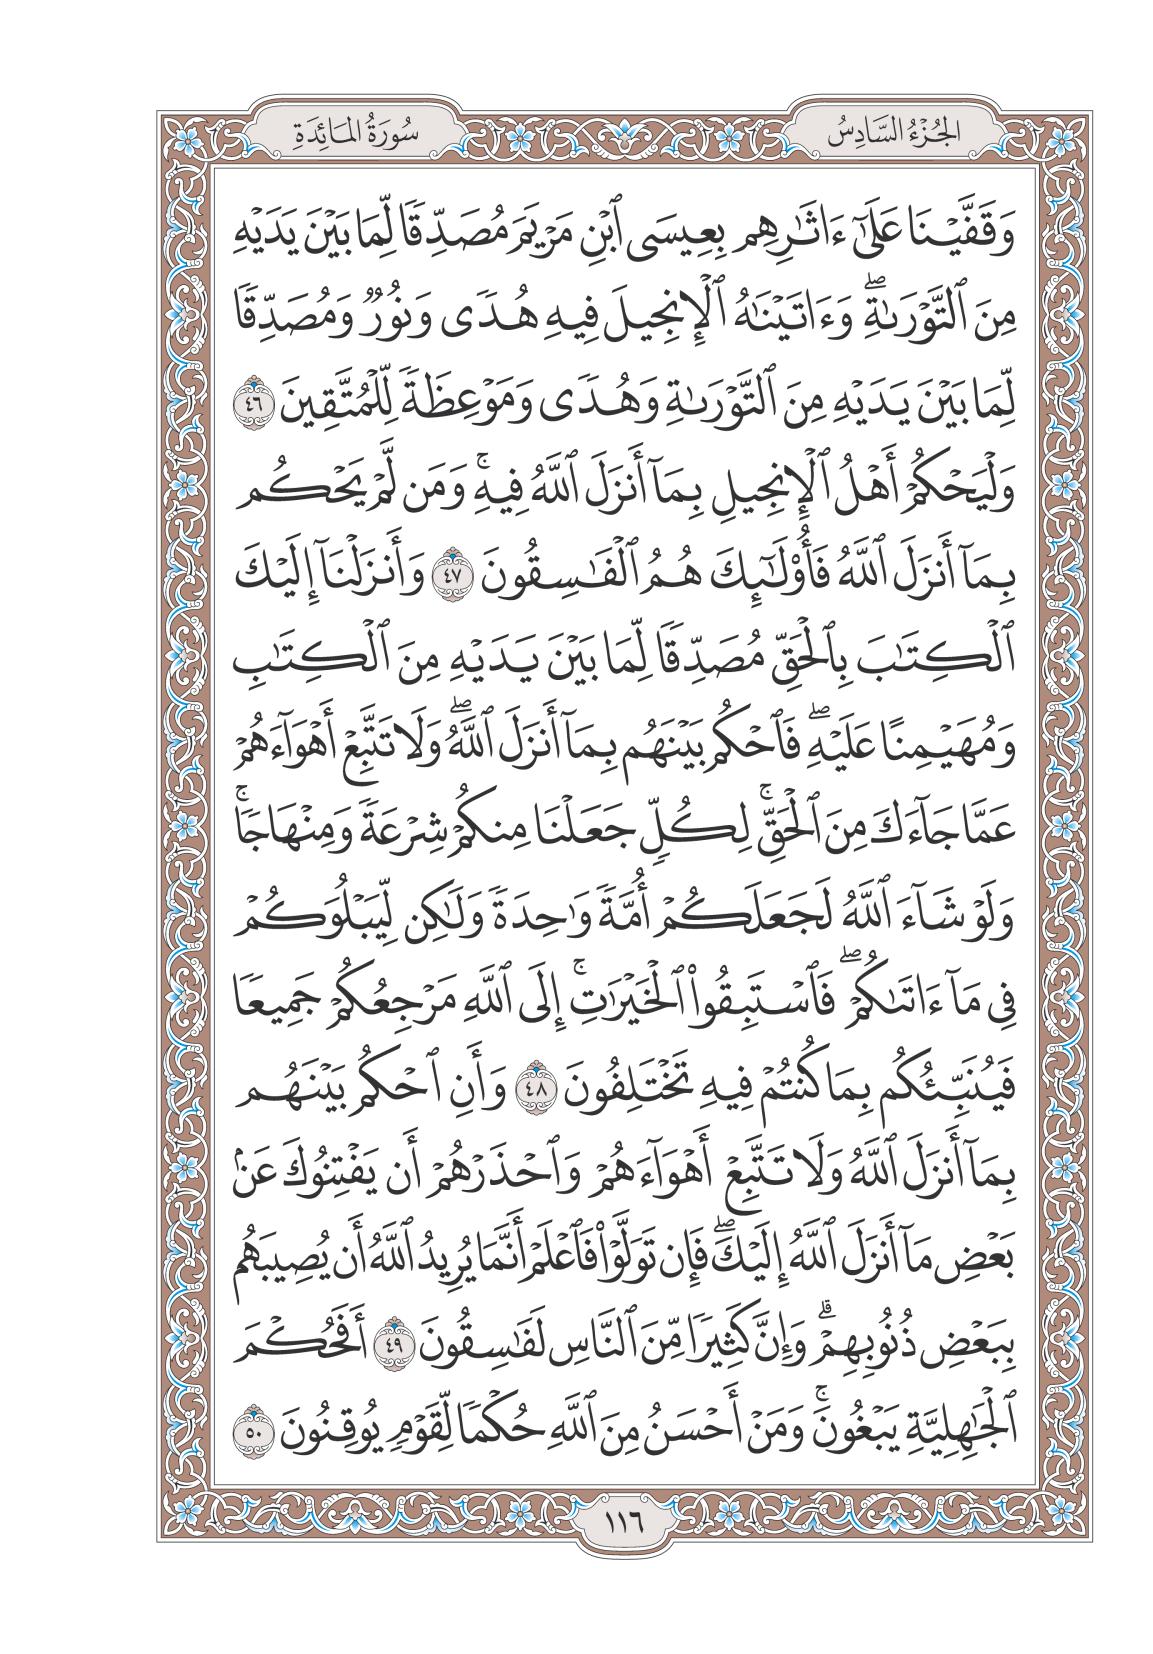 الجُزْءُ السَّادِسُ
سُورَةُ المَائِدَةِ
وَقَفَّيْنَا عَلَىٰٓ ءَاثَٰرِهِم بِعِيسَى ٱبْنِ مَرْيَمَ مُصَدِّقًا لِّمَا بَيْنَ يَدَيْهِ
مِنَ ٱلتَّوْرَىٰةِۖ وَءَاتَيْنَٰهُ ٱلْإِنجِيلَ فِيهِ هُدًى وَنُورٌ وَمُصَدِّقًا
لِّمَا بَيْنَ يَدَيْهِ مِنَ ٱلتَّوْرَىٰةِ وَهُدًى وَمَوْعِظَةً لِّلْمُتَّقِينَ ٤٦
وَلْيَحْكُمْ أَهْلُ ٱلْإِنجِيلِ بِمَآ أَنزَلَ ٱللَّهُ فِيهِۚ وَمَن لَّمْ يَحْكُم
بِمَآ أَنزَلَ ٱللَّهُ فَأُو۟لَٰٓئِكَ هُمُ ٱلْفَٰسِقُونَ ٤٧ وَأَنزَلْنَآ إِلَيْكَ
ٱلْكِتَٰبَ بِٱلْحَقِّ مُصَدِّقًا لِّمَا بَيْنَ يَدَيْهِ مِنَ ٱلْكِتَٰبِ
وَمُهَيْمِنًا عَلَيْهِۖ فَٱحْكُم بَيْنَهُم بِمَآ أَنزَلَ ٱللَّهُۖ وَلَا تَتَّبِعْ أَهْوَآءَهُمْ
عَمَّا جَآءَكَ مِنَ ٱلْحَقِّۚ لِكُلٍّ جَعَلْنَا مِنكُمْ شِرْعَةً وَمِنْهَاجًاۚ
وَلَوْ شَآءَ ٱللَّهُ لَجَعَلَكُمْ أُمَّةً وَٰحِدَةً وَلَٰكِن لِّيَبْلُوَكُمْ
فِى مَآ ءَاتَىٰكُمْۖ فَٱسْتَبِقُوا۟ ٱلْخَيْرَٰتِۚ إِلَى ٱللَّهِ مَرْجِعُكُمْ جَمِيعًا
فَيُنَبِّئُكُم بِمَا كُنتُمْ فِيهِ تَخْتَلِفُونَ ٤٨ وَأَنِ ٱحْكُم بَيْنَهُم
بِمَآ أَنزَلَ ٱللَّهُ وَلَا تَتَّبِعْ أَهْوَآءَهُمْ وَٱحْذَرْهُمْ أَن يَفْتِنُوكَ عَنۢ
بَعْضِ مَآ أَنزَلَ ٱللَّهُ إِلَيْكَۖ فَإِن تَوَلَّوْا۟ فَٱعْلَمْ أَنَّمَا يُرِيدُ ٱللَّهُ أَن يُصِيبَهُم
بِبَعْضِ ذُنُوبِهِمْۗ وَإِنَّ كَثِيرًا مِّنَ ٱلنَّاسِ لَفَٰسِقُونَ ٤٩ أَفَحُكْمَ
ٱلْجَٰهِلِيَّةِ يَبْغُونَۚ وَمَنْ أَحْسَنُ مِنَ ٱللَّهِ حُكْمًا لِّقَوْمٍ يُوقِنُونَ ٥٠
١١٦